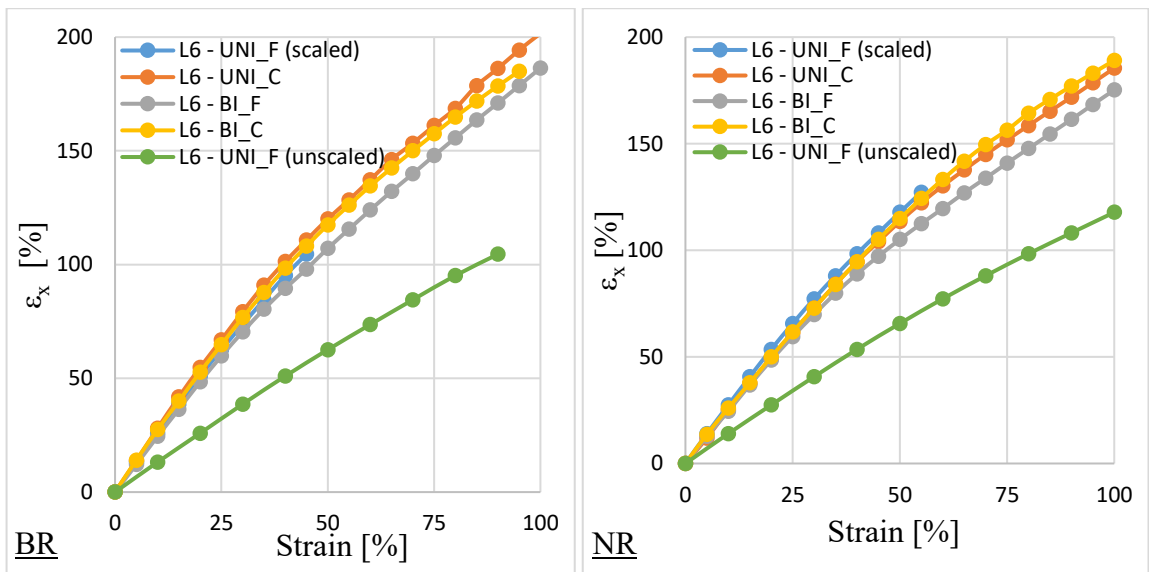 200
150
100
50
0
εx [%]
L6 - UNI_F (scaled)
L6 - UNI_C
L6 - BI_F
L6 - BI_C
L6 - UNI_F (unscaled)
0 25 50 75 100
Strain [%]
BR
200
150
100
50
0
εx [%]
L6 - UNI_F (scaled)
L6 - UNI_C
L6 - BI_F
L6 - BI_C
L6 - UNI_F (unscaled)
0 25 50 75 100
Strain [%]
NR